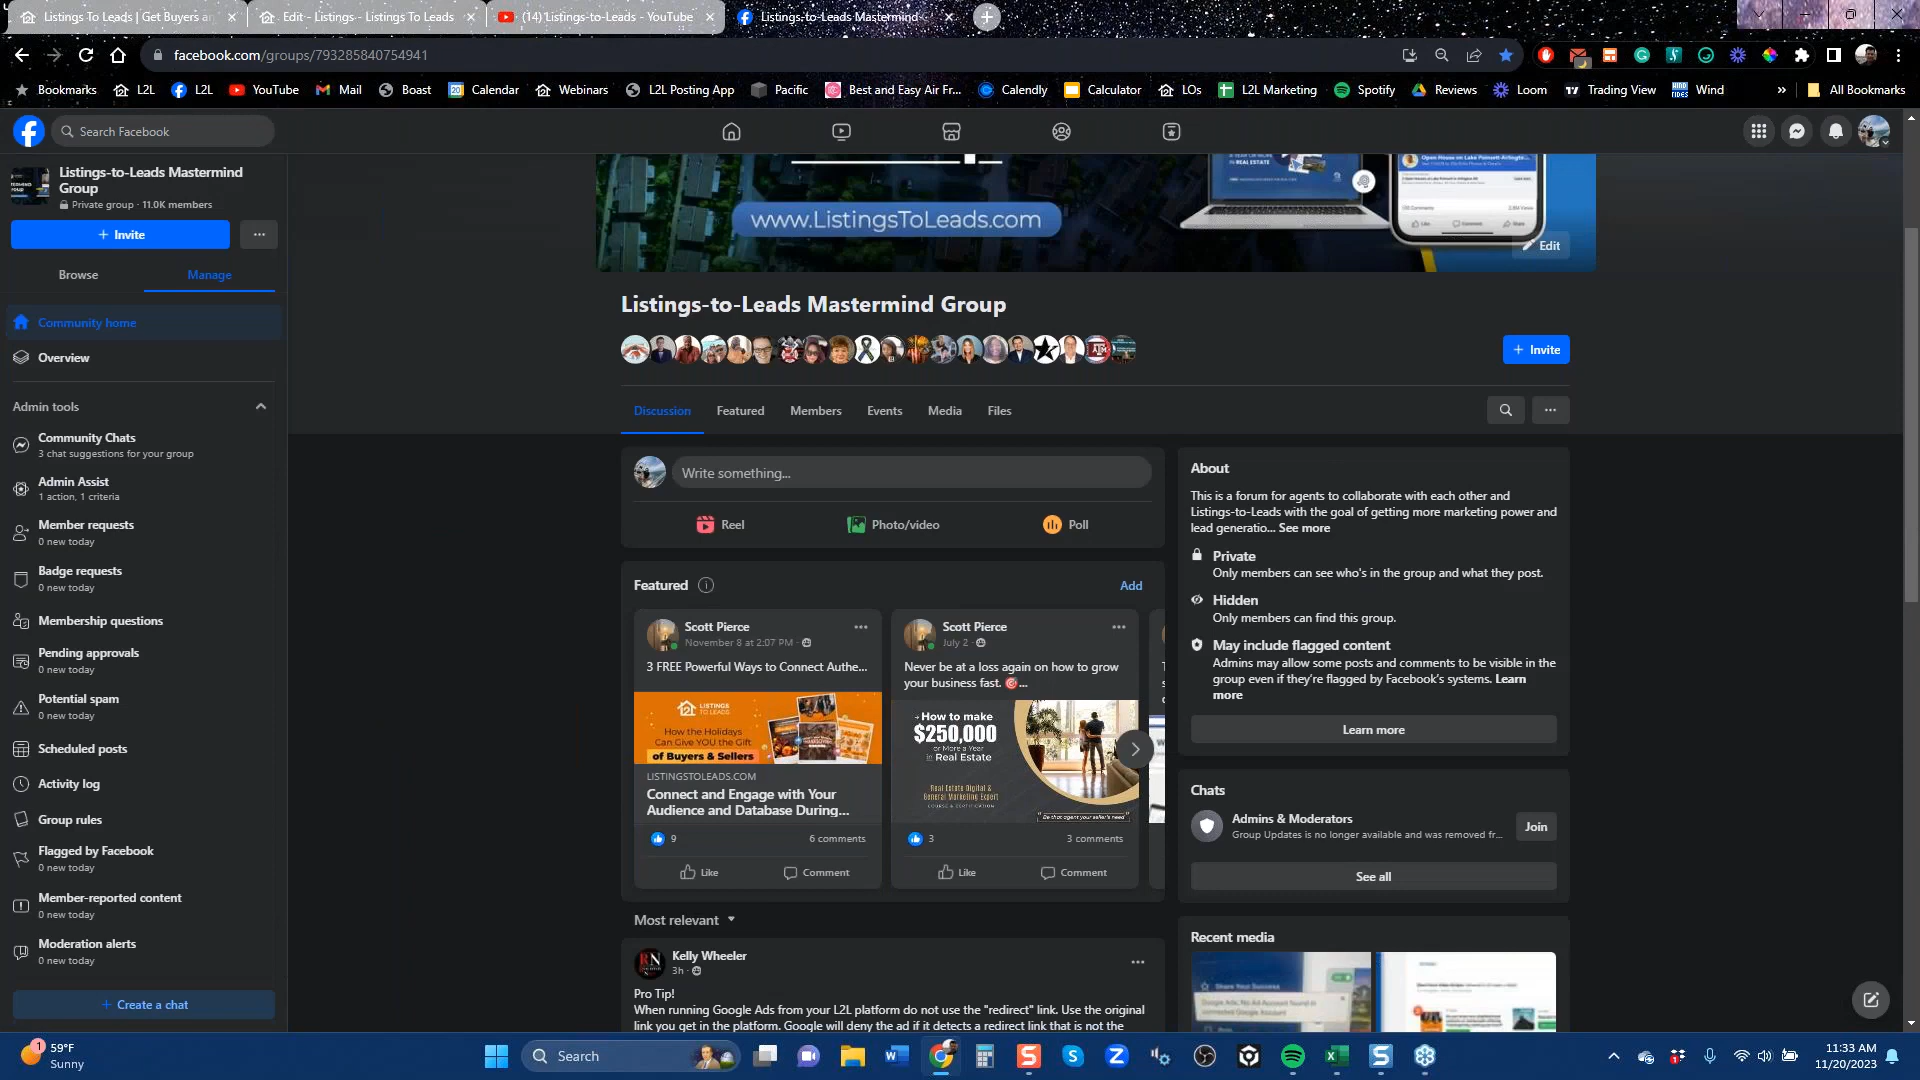 Listings To Leads | Get Buyers an
Edit - Listings - Listings To Leads
(14) Listings-to-Leads - YouTube
Listings-to-Leads Mastermind
facebook.com/groups/793285840754941
Bookmarks
L2L
L2L
YouTube
Mail
Boast
Calendar
Webinars
L2L Posting App
Pacific
Best and Easy Air Fr...
Calendly
Calculator
LOs
L2L Marketing
Spotify
Reviews
Loom
Trading View
Wind
»
All Bookmarks
Search Facebook
Listings-to-Leads Mastermind
Group
Private group · 11.0K members
+ Invite
...
Browse
Manage
Community home
Overview
Admin tools
Community Chats
3 chat suggestions for your group
Admin Assist
1 action, 1 criteria
Member requests
0 new today
Badge requests
0 new today
Membership questions
Pending approvals
0 new today
Potential spam
0 new today
Scheduled posts
Activity log
Group rules
Flagged by Facebook
0 new today
Member-reported content
0 new today
Moderation alerts
0 new today
+ Create a chat
www.ListingsToLeads.com
Edit
Listings-to-Leads Mastermind Group
+ Invite
Discussion
Featured
Members
Events
Media
Files
Write something...
Reel
Photo/video
Poll
Featured
Add
Scott Pierce
November 8 at 2:07 PM ·
3 FREE Powerful Ways to Connect Authe...
LISTINGS
TO LEADS
How the Holidays
Can Give YOU the Gift
of Buyers & Sellers
LISTINGSTOLEADS.COM
Connect and Engage with Your
Audience and Database During...
9
6 comments
Like
Comment
Scott Pierce
July 2 ·
Never be at a loss again on how to grow
your business fast. 🎯...
How to make
$250,000
or More a Year
in Real Estate
Real Estate Digital &
General Marketing Expert
COURSE & CERTIFICATION
Be that agent your seller's need
3
3 comments
Like
Comment
Most relevant
Kelly Wheeler
3h ·
Pro Tip!
When running Google Ads from your L2L platform do not use the "redirect" link. Use the original
link you get in the platform. Google will deny the ad if it detects a redirect link that is not the
About
This is a forum for agents to collaborate with each other and
Listings-to-Leads with the goal of getting more marketing power and
lead generatio... See more
Private
Only members can see who's in the group and what they post.
Hidden
Only members can find this group.
May include flagged content
Admins may allow some posts and comments to be visible in the
group even if they're flagged by Facebook's systems. Learn
more
Learn more
Chats
Admins & Moderators
Group Updates is no longer available and was removed fr...
Join
See all
Recent media
Share Your Success
59°F
Sunny
Search
11:33 AM
11/20/2023